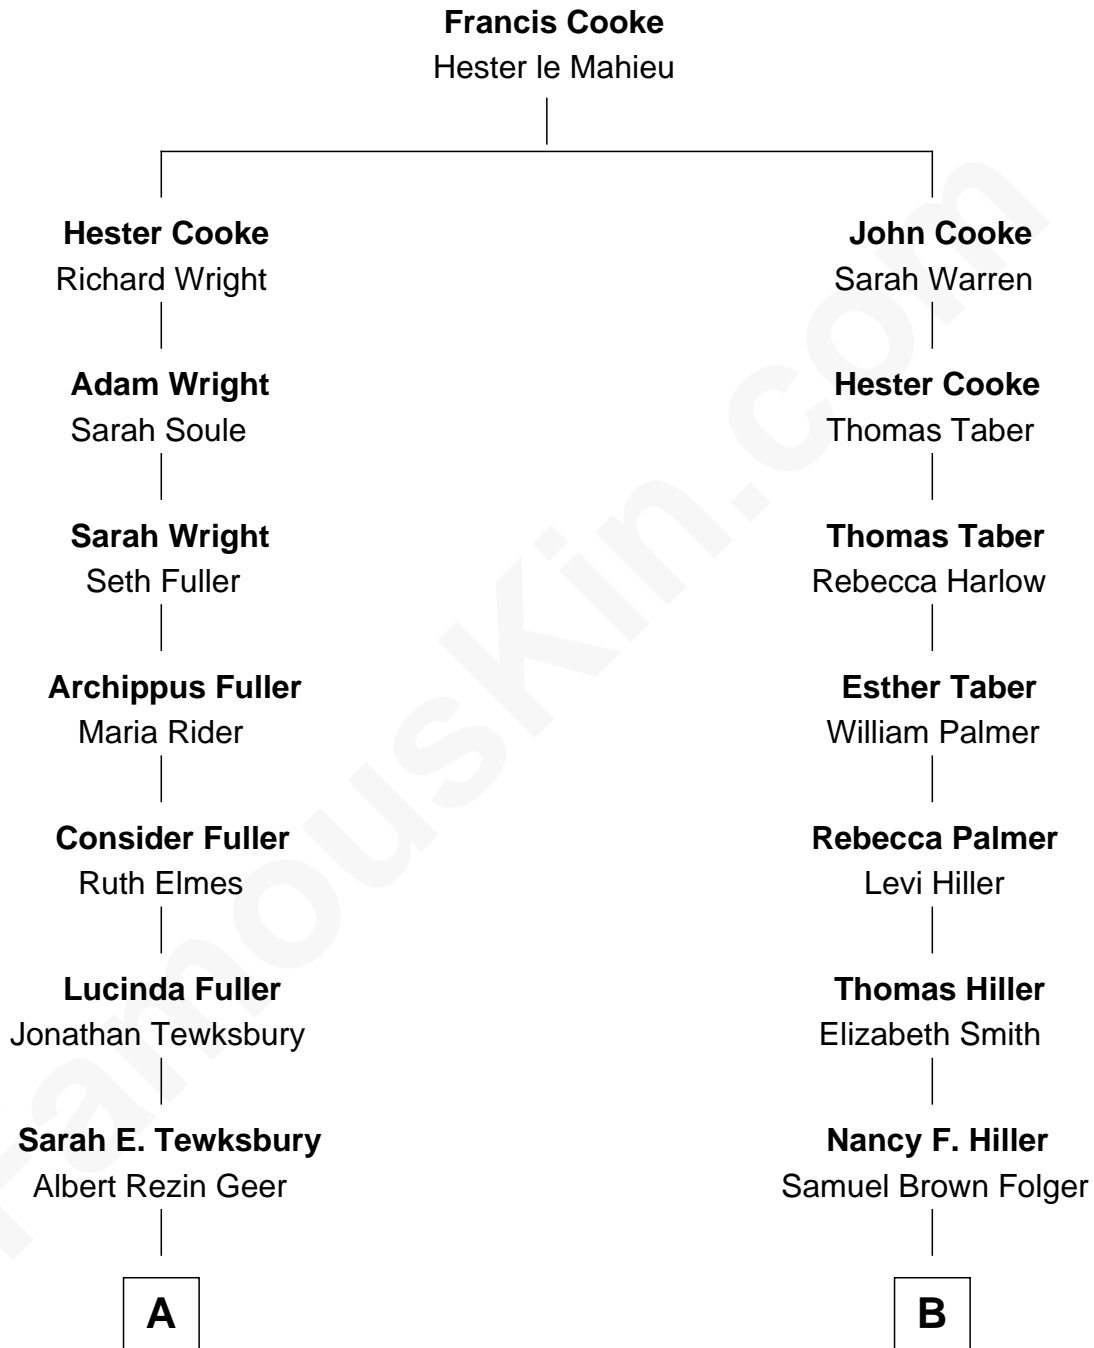 Francis Cooke
Hester le Mahieu
Hester Cooke
Richard Wright
Adam Wright
Sarah Soule
Sarah Wright
Seth Fuller
Archippus Fuller
Maria Rider
Consider Fuller
Ruth Elmes
Lucinda Fuller
Jonathan Tewksbury
Sarah E. Tewksbury
Albert Rezin Geer
A
John Cooke
Sarah Warren
Hester Cooke
Thomas Taber
Thomas Taber
Rebecca Harlow
Esther Taber
William Palmer
Rebecca Palmer
Levi Hiller
Thomas Hiller
Elizabeth Smith
Nancy F. Hiller
Samuel Brown Folger
B
FamousKin.com